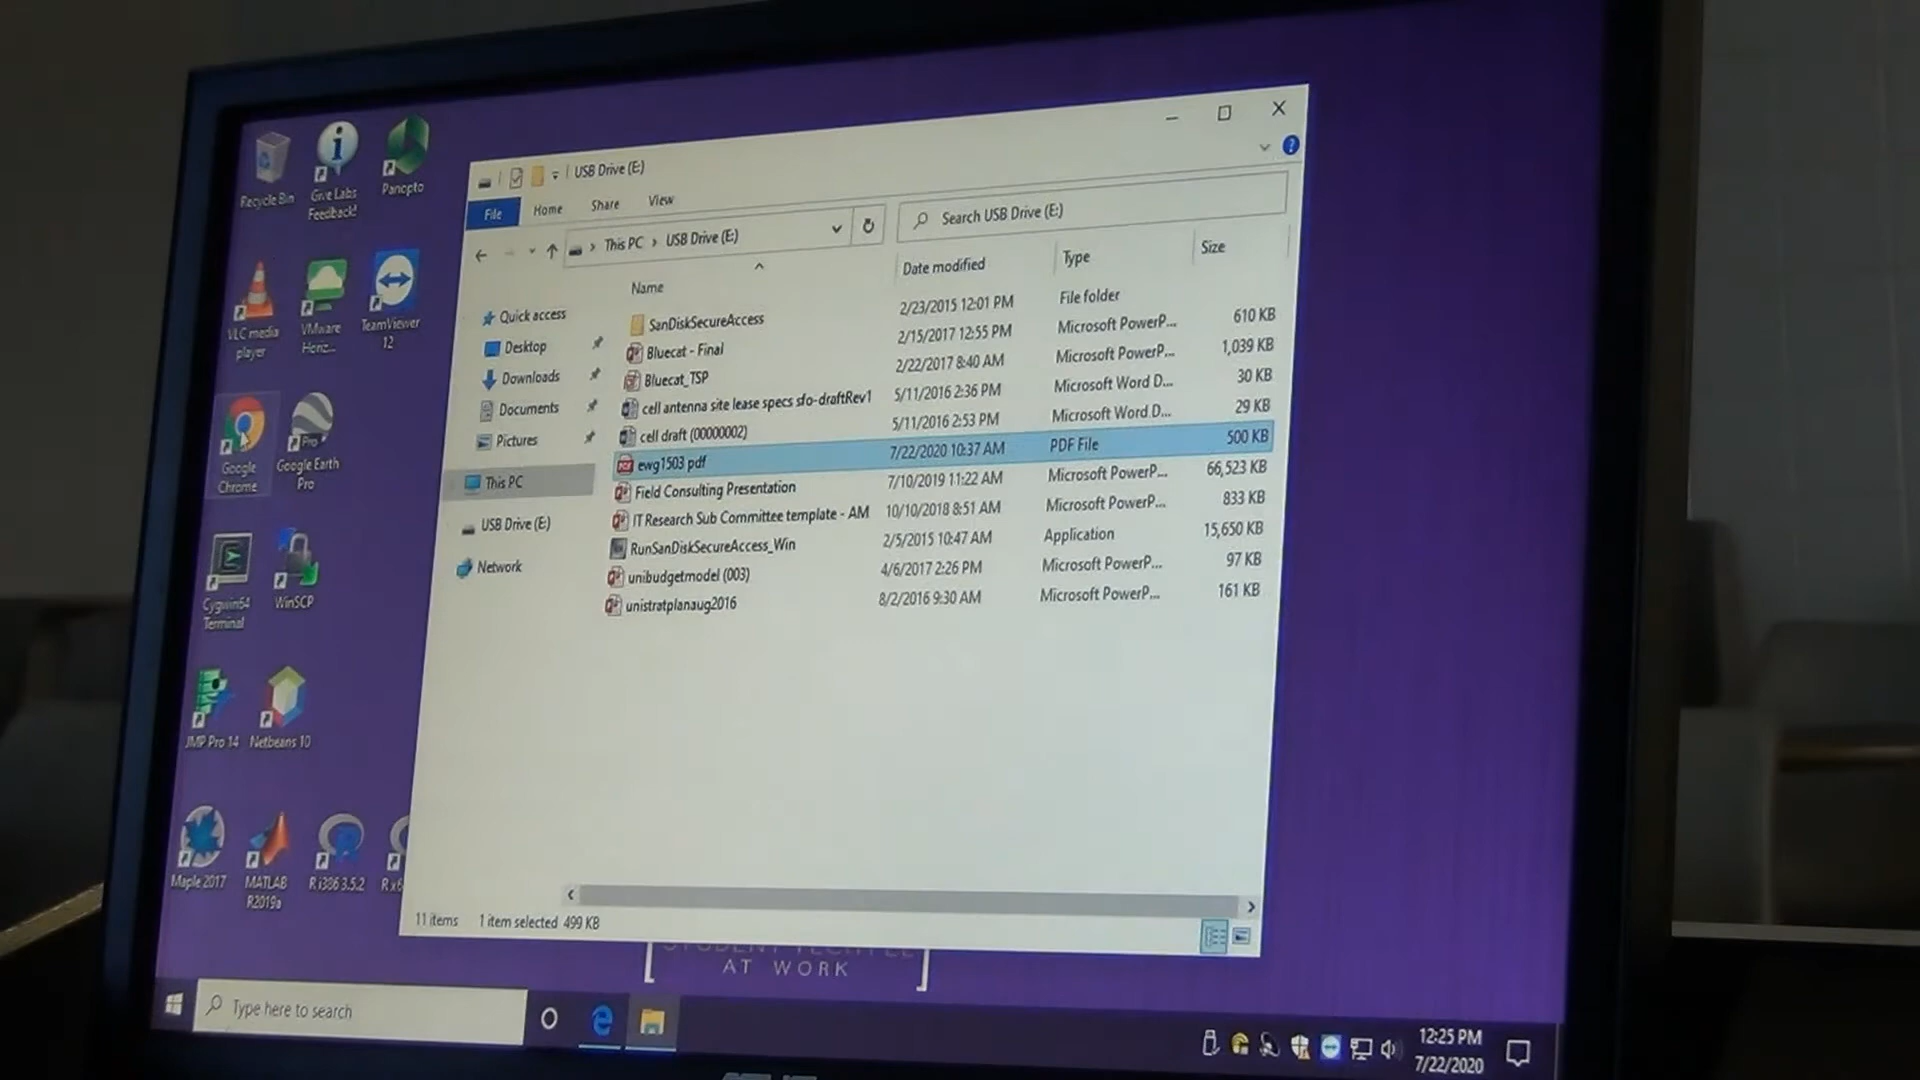 Recycle Bin
Give Labs
Feedback!
Panopto
VLC media
player
VMware
Horiz...
TeamViewer
12
Google
Chrome
Google Earth
Pro
Pro
Cygwin64
Terminal
WinSCP
JMP Pro 14
Netbeans 10
Maple 2017
MATLAB
R2019a
R i386 3.5.2
R x6
USB Drive (E:)
File Home Share View
This PC > USB Drive (E:)
Search USB Drive (E:)
Name Date modified Type Size
Quick access
Desktop
Downloads
Documents
Pictures
This PC
USB Drive (E:)
Network
SanDiskSecureAccess 2/23/2015 12:01 PM File folder
Bluecat - Final 2/15/2017 12:55 PM Microsoft PowerP... 610 KB
Bluecat_TSP 2/22/2017 8:40 AM Microsoft PowerP... 1,039 KB
cell antenna site lease specs sfo-draftRev1 5/11/2016 2:36 PM Microsoft Word D... 30 KB
cell draft (00000002) 5/11/2016 2:53 PM Microsoft Word D... 29 KB
ewg1503 pdf 7/22/2020 10:37 AM PDF File 500 KB
Field Consulting Presentation 7/10/2019 11:22 AM Microsoft PowerP... 66,523 KB
IT Research Sub Committee template - AM 10/10/2018 8:51 AM Microsoft PowerP... 833 KB
RunSanDiskSecureAccess_Win 2/5/2015 10:47 AM Application 15,650 KB
unibudgetmodel (003) 4/6/2017 2:26 PM Microsoft PowerP... 97 KB
unistratplanaug2016 8/2/2016 9:30 AM Microsoft PowerP... 161 KB
11 items 1 item selected 499 KB
AT WORK
Type here to search
12:25 PM
7/22/2020